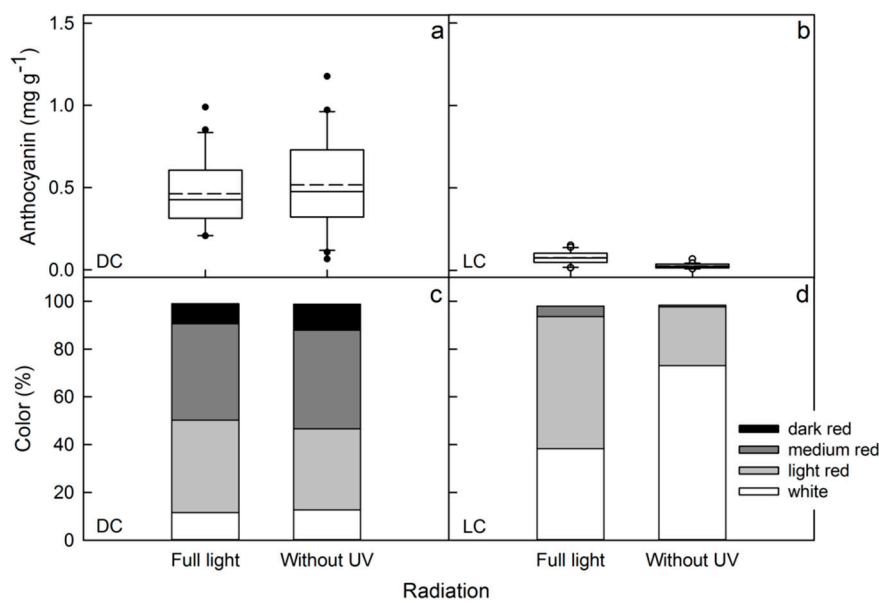 1.5
1.0
0.5
0.0
Anthocyanin (mg g⁻¹)
a
b
DC
LC
100
80
60
40
20
0
Color (%)
c
d
DC
LC
dark red
medium red
light red
white
Full light
Without UV
Full light
Without UV
Radiation